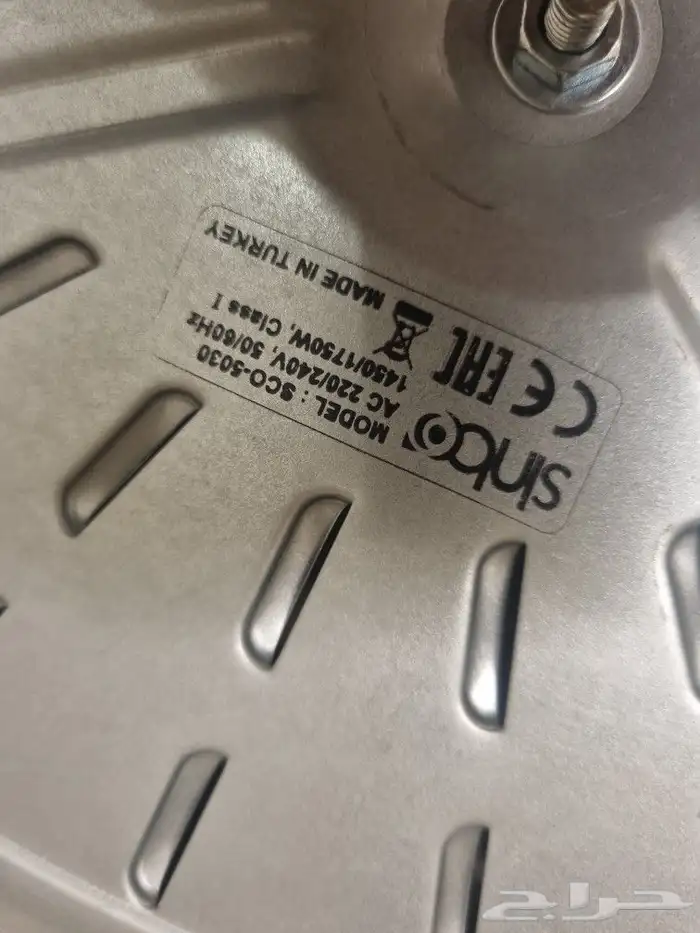 sinbo
MODEL : SCO-5030
AC 220/240V, 50/60Hz
1450/1750W, Class I
CE EAC
MADE IN TURKEY
حراج